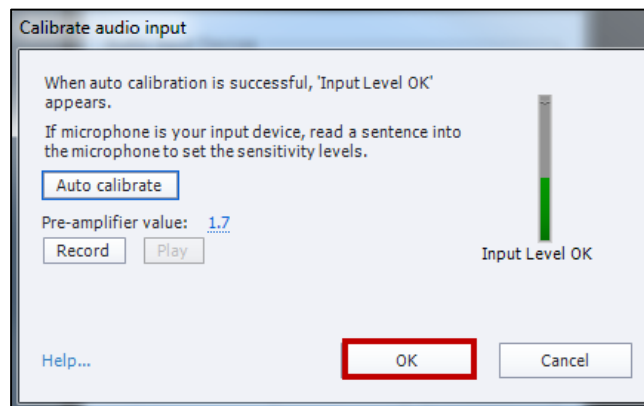 Calibrate audio input
When auto calibration is successful, 'Input Level OK'
appears.
If microphone is your input device, read a sentence into
the microphone to set the sensitivity levels.
Auto calibrate
Pre-amplifier value: 1.7
Record Play
Input Level OK
Help... OK Cancel